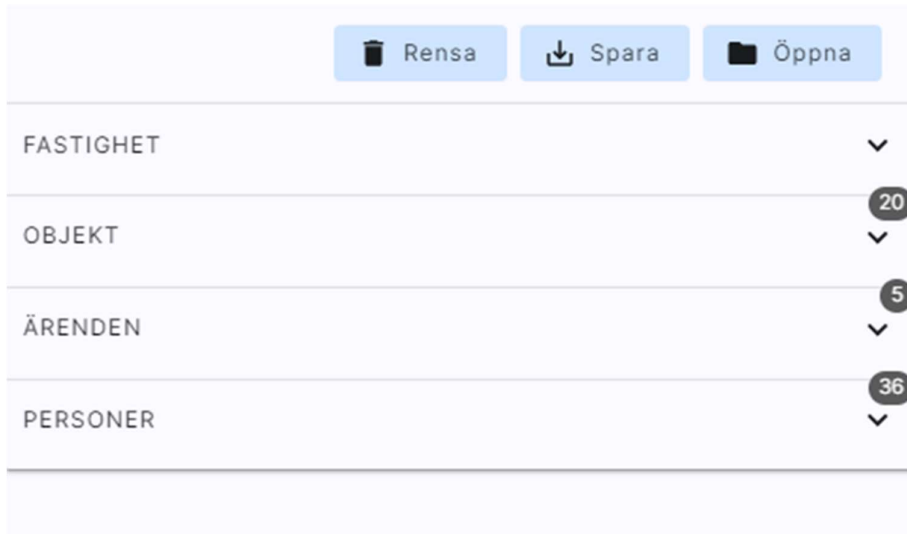 Rensa Spara Öppna
FASTIGHET
20
OBJEKT
5
ÄRENDEN
36
PERSONER